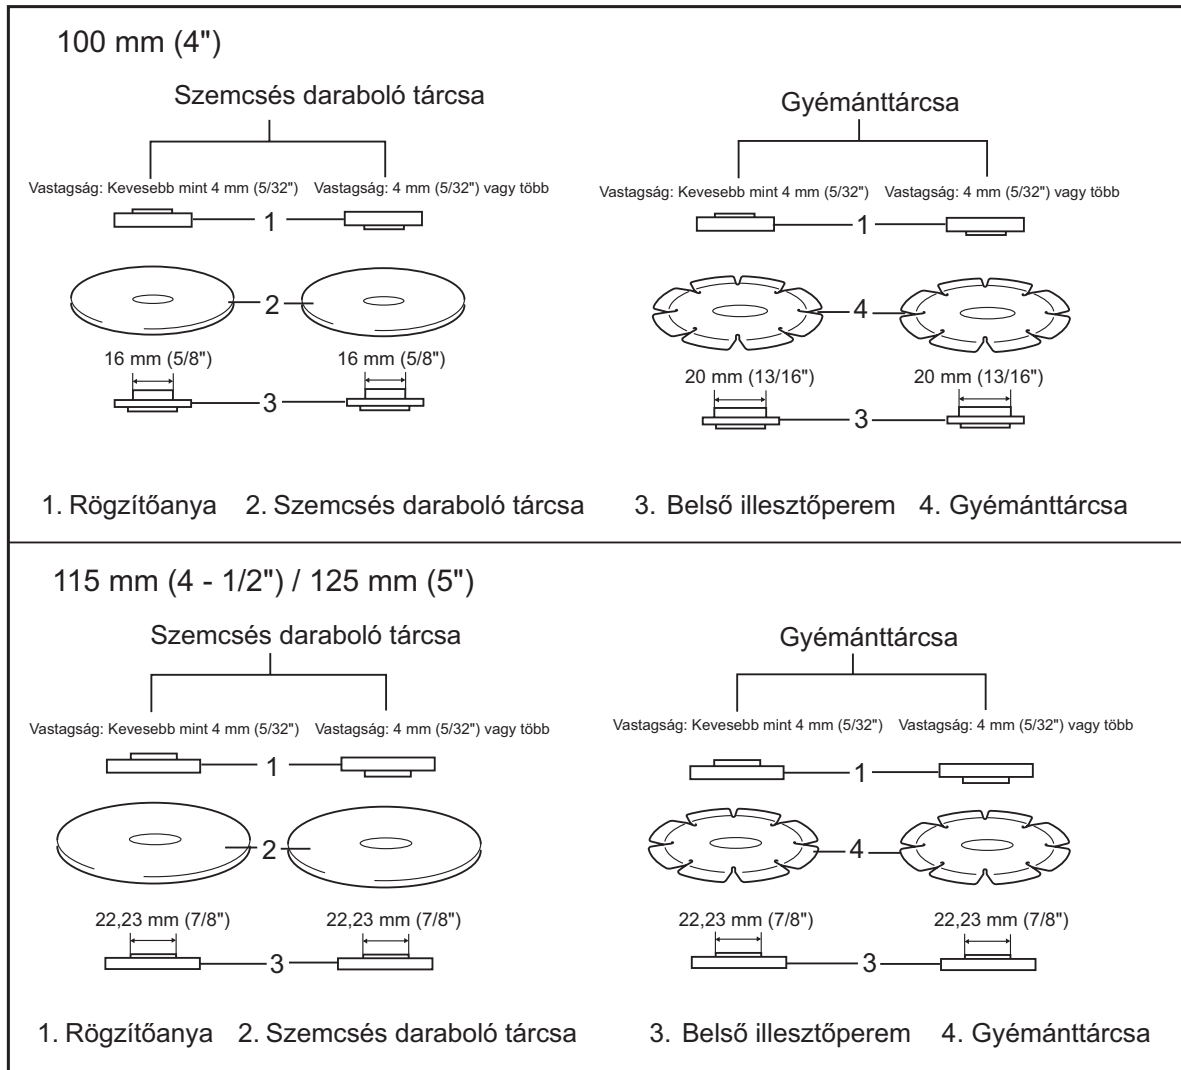 100 mm (4")
Szemcsés daraboló tárcsa
Gyémánttárcsa
Vastagság: Kevesebb mint 4 mm (5/32")
Vastagság: 4 mm (5/32") vagy több
Vastagság: Kevesebb mint 4 mm (5/32")
Vastagság: 4 mm (5/32") vagy több
1
1
2
4
16 mm (5/8")
16 mm (5/8")
20 mm (13/16")
20 mm (13/16")
3
3
1. Rögzítőanya
2. Szemcsés daraboló tárcsa
3. Belső illesztőperem
4. Gyémánttárcsa
115 mm (4 - 1/2") / 125 mm (5")
Szemcsés daraboló tárcsa
Gyémánttárcsa
Vastagság: Kevesebb mint 4 mm (5/32")
Vastagság: 4 mm (5/32") vagy több
Vastagság: Kevesebb mint 4 mm (5/32")
Vastagság: 4 mm (5/32") vagy több
1
1
2
4
22,23 mm (7/8")
22,23 mm (7/8")
22,23 mm (7/8")
22,23 mm (7/8")
3
3
1. Rögzítőanya
2. Szemcsés daraboló tárcsa
3. Belső illesztőperem
4. Gyémánttárcsa